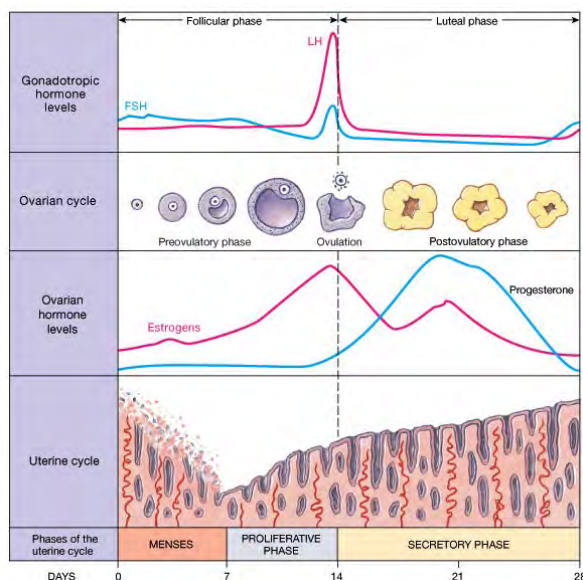 Follicular phase
Luteal phase
Gonadotropic
hormone
levels
LH
FSH
Ovarian cycle
Preovulatory phase
Ovulation
Postovulatory phase
Ovarian
hormone
levels
Estrogens
Progesterone
Uterine cycle
Phases of the
uterine cycle
MENSES
PROLIFERATIVE
PHASE
SECRETORY PHASE
DAYS 0 7 14 21 28